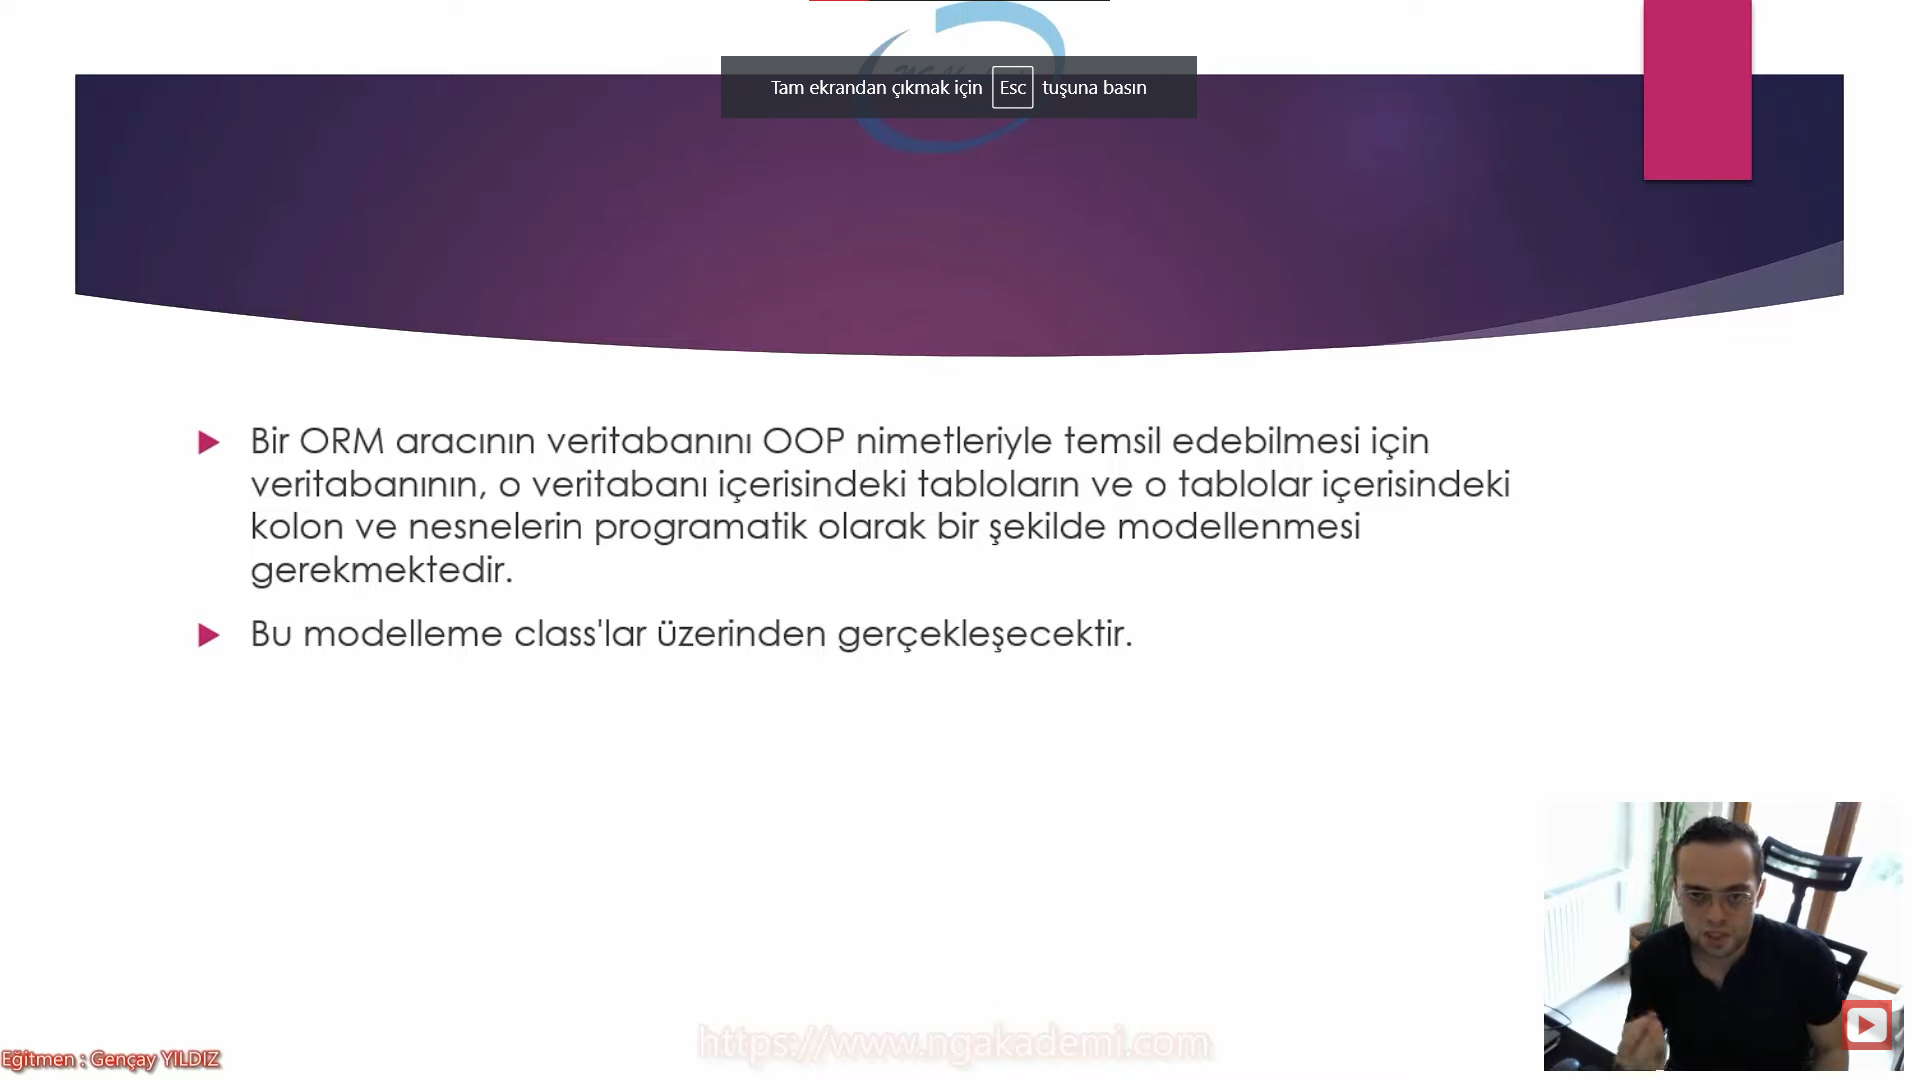 Tam ekrandan çıkmak için Esc tuşuna basın
Bir ORM aracının veritabanını OOP nimetleriyle temsil edebilmesi için
veritabanının, o veritabanı içerisindeki tabloların ve o tablolar içerisindeki
kolon ve nesnelerin programatik olarak bir şekilde modellenmesi
gerekmektedir.
Bu modelleme class'lar üzerinden gerçekleşecektir.
https://www.ngakademi.com
Eğitmen : Gençay YILDIZ